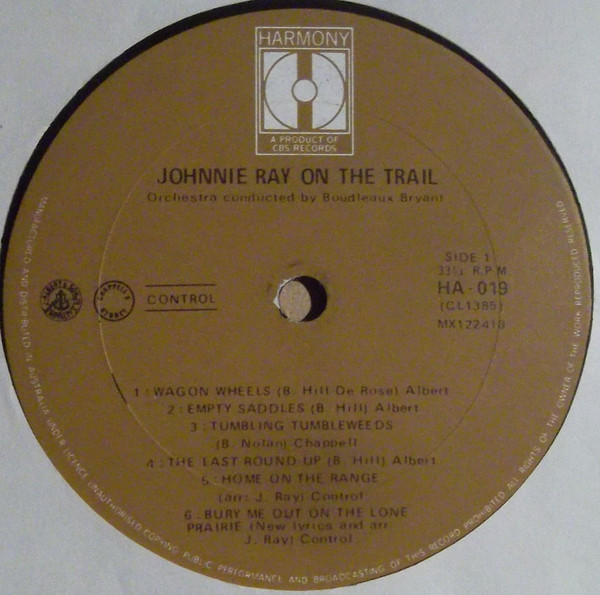 HARMONY
A PRODUCT OF
CBS RECORDS
JOHNNIE RAY ON THE TRAIL
Orchestra conducted by Boudleaux Bryant
SIDE 1
33⅓ R.P.M
HA-019
(CL1385)
CHAPPELL'S
SYDNEY
CONTROL
1: WAGON WHEELS (B. Hill-De Rose) Albert
2: EMPTY SADDLES (B. Hill) Albert
3: TUMBLING TUMBLEWEEDS
(B. Nolan) Chappell
4: THE LAST ROUND UP (B. Hill) Albert
5: HOME ON THE RANGE
(arr: J. Ray) Control
6: BURY ME OUT ON THE LONE
PRAIRIE (New lyrics and arr
J. Ray) Control
MANUFACTURED AND DISTRIBUTED IN AUSTRALIA UNDER LICENCE UNAUTHORISED COPYING PUBLIC PERFORMANCE AND BROADCASTING OF THIS RECORD PROHIBITED ALL RIGHTS OF THE OWNER OF THE WORK REPRODUCED RESERVED